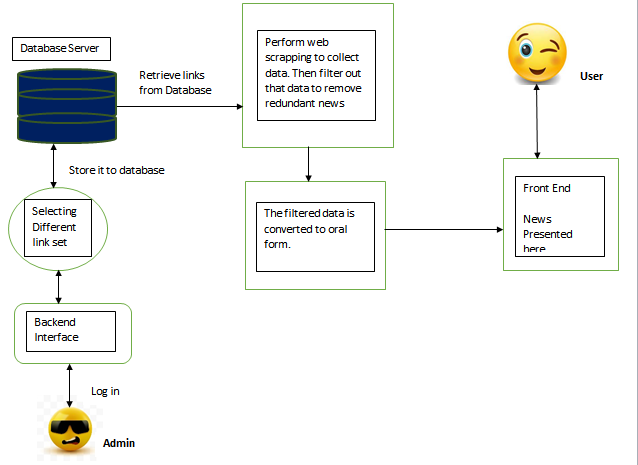 Database Server
Retrieve links
from Database
Perform web
scrapping to collect
data. Then filter out
that data to remove
redundant news
User
Store it to database
Selecting
Different
link set
The filtered data is
converted to oral
form.
Front End
News
Presented
here
Backend
Interface
Log in
Admin